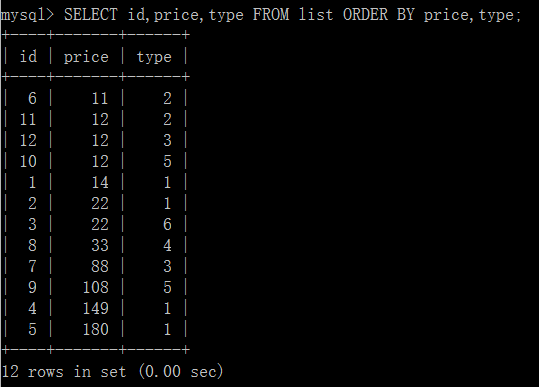 mysql> SELECT id,price,type FROM list ORDER BY price,type;
+----+-------+------+
| id | price | type |
+----+-------+------+
|  6 |    11 |    2 |
| 11 |    12 |    2 |
| 12 |    12 |    3 |
| 10 |    12 |    5 |
|  1 |    14 |    1 |
|  2 |    22 |    1 |
|  3 |    22 |    6 |
|  8 |    33 |    4 |
|  7 |    88 |    3 |
|  9 |   108 |    5 |
|  4 |   149 |    1 |
|  5 |   180 |    1 |
+----+-------+------+
12 rows in set (0.00 sec)